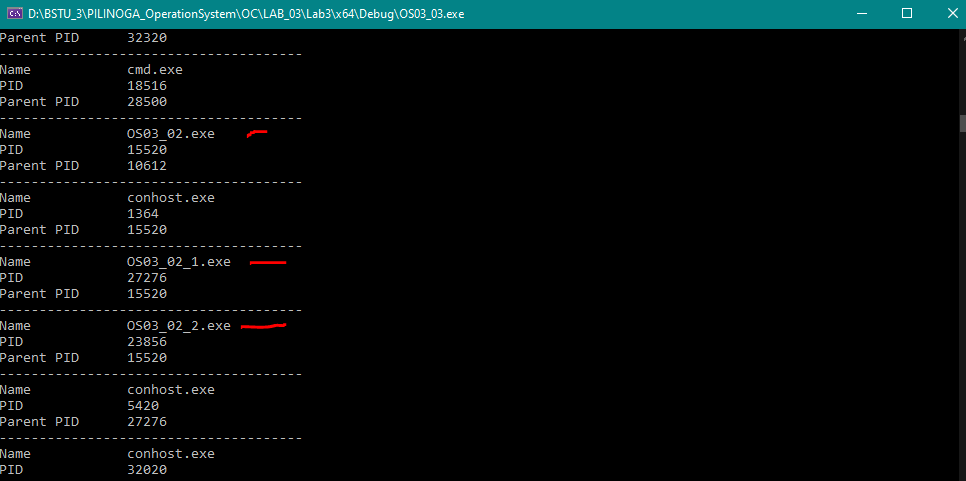 D:\BSTU_3\PILINOGA_OperationSystem\OC\LAB_03\Lab3\x64\Debug\OS03_03.exe
Parent PID      32320
--------------------------------------
Name            cmd.exe
PID             18516
Parent PID      28500
--------------------------------------
Name            OS03_02.exe
PID             15520
Parent PID      10612
--------------------------------------
Name            conhost.exe
PID             1364
Parent PID      15520
--------------------------------------
Name            OS03_02_1.exe
PID             27276
Parent PID      15520
--------------------------------------
Name            OS03_02_2.exe
PID             23856
Parent PID      15520
--------------------------------------
Name            conhost.exe
PID             5420
Parent PID      27276
--------------------------------------
Name            conhost.exe
PID             32020